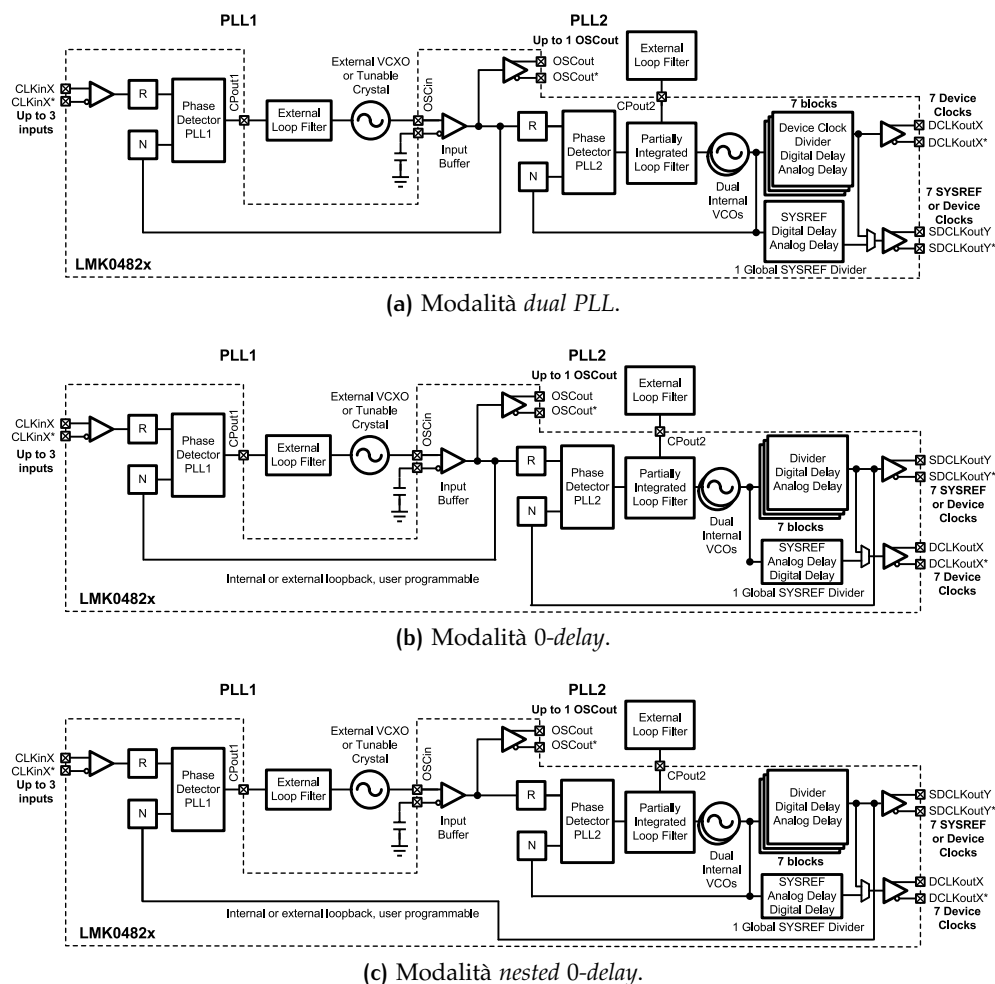 PLL1
PLL2
Up to 1 OSCout
External VCXO
or Tunable
Crystal
External
Loop Filter
OSCout
OSCout*
CLKinX
CLKinX*
Up to 3
inputs
R
N
Phase
Detector
PLL1
CPout1
External
Loop Filter
OSCin
Input
Buffer
R
N
Phase
Detector
PLL2
CPout2
Partially
Integrated
Loop Filter
Dual
Internal
VCOs
7 blocks
Device Clock
Divider
Digital Delay
Analog Delay
SYSREF
Digital Delay
Analog Delay
1 Global SYSREF Divider
7 Device
Clocks
DCLKoutX
DCLKoutX*
7 SYSREF
or Device
Clocks
SDCLKoutY
SDCLKoutY*
LMK0482x
(a) Modalità dual PLL.
PLL1
PLL2
Up to 1 OSCout
External VCXO
or Tunable
Crystal
External
Loop Filter
OSCout
OSCout*
CLKinX
CLKinX*
Up to 3
inputs
R
N
Phase
Detector
PLL1
CPout1
External
Loop Filter
OSCin
Input
Buffer
R
N
Phase
Detector
PLL2
CPout2
Partially
Integrated
Loop Filter
Dual
Internal
VCOs
Divider
Digital Delay
Analog Delay
7 blocks
SYSREF
Analog Delay
Digital Delay
1 Global SYSREF Divider
SDCLKoutY
SDCLKoutY*
7 SYSREF
or Device
Clocks
DCLKoutX
DCLKoutX*
7 Device
Clocks
Internal or external loopback, user programmable
LMK0482x
(b) Modalità 0-delay.
PLL1
PLL2
Up to 1 OSCout
External VCXO
or Tunable
Crystal
External
Loop Filter
OSCout
OSCout*
CLKinX
CLKinX*
Up to 3
inputs
R
N
Phase
Detector
PLL1
CPout1
External
Loop Filter
OSCin
Input
Buffer
R
N
Phase
Detector
PLL2
CPout2
Partially
Integrated
Loop Filter
Dual
Internal
VCOs
Divider
Digital Delay
Analog Delay
7 blocks
SYSREF
Analog Delay
Digital Delay
1 Global SYSREF Divider
SDCLKoutY
SDCLKoutY*
7 SYSREF
or Device
Clocks
DCLKoutX
DCLKoutX*
7 Device
Clocks
Internal or external loopback, user programmable
LMK0482x
(c) Modalità nested 0-delay.